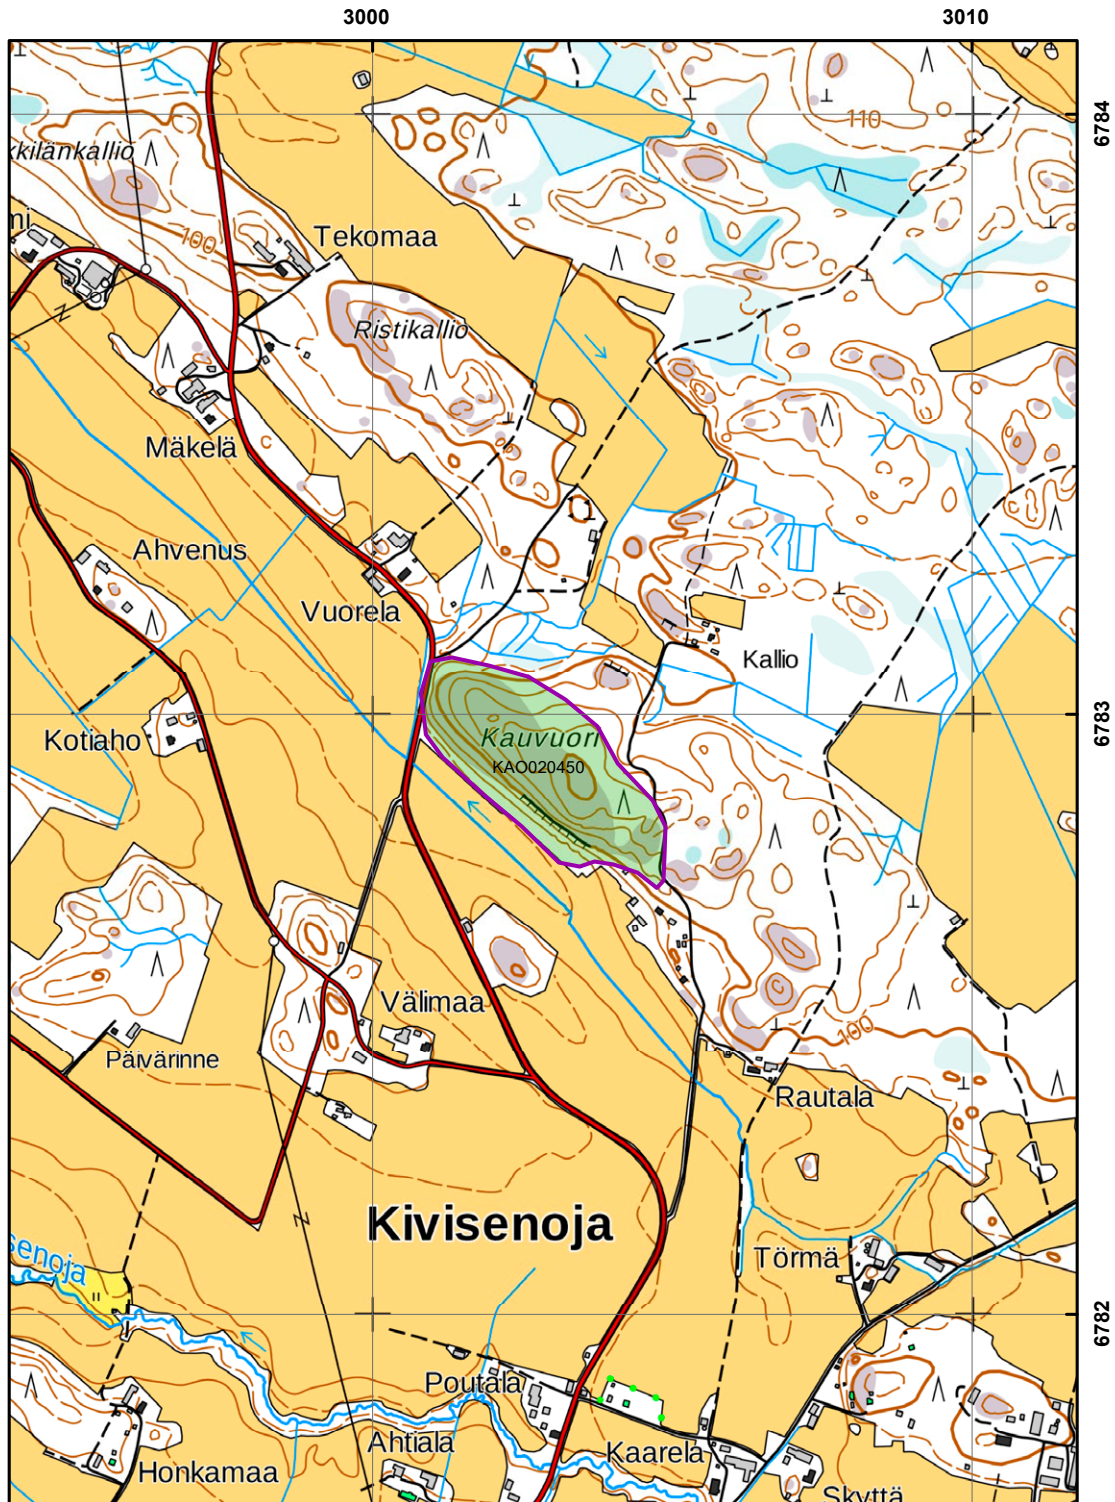 3000
3010
6784
110
kkilänkallio
mi
100
Tekomaa
Ristikallio
Mäkelä
Ahvenus
Vuorela
Kallio
Kotiaho
Kauvuori
KAO020450
6783
Välimaa
100
Päivärinne
Rautala
Kivisenoja
senoja
Törmä
6782
Poutala
Ahtiala
Kaarela
Honkamaa
Skyttä